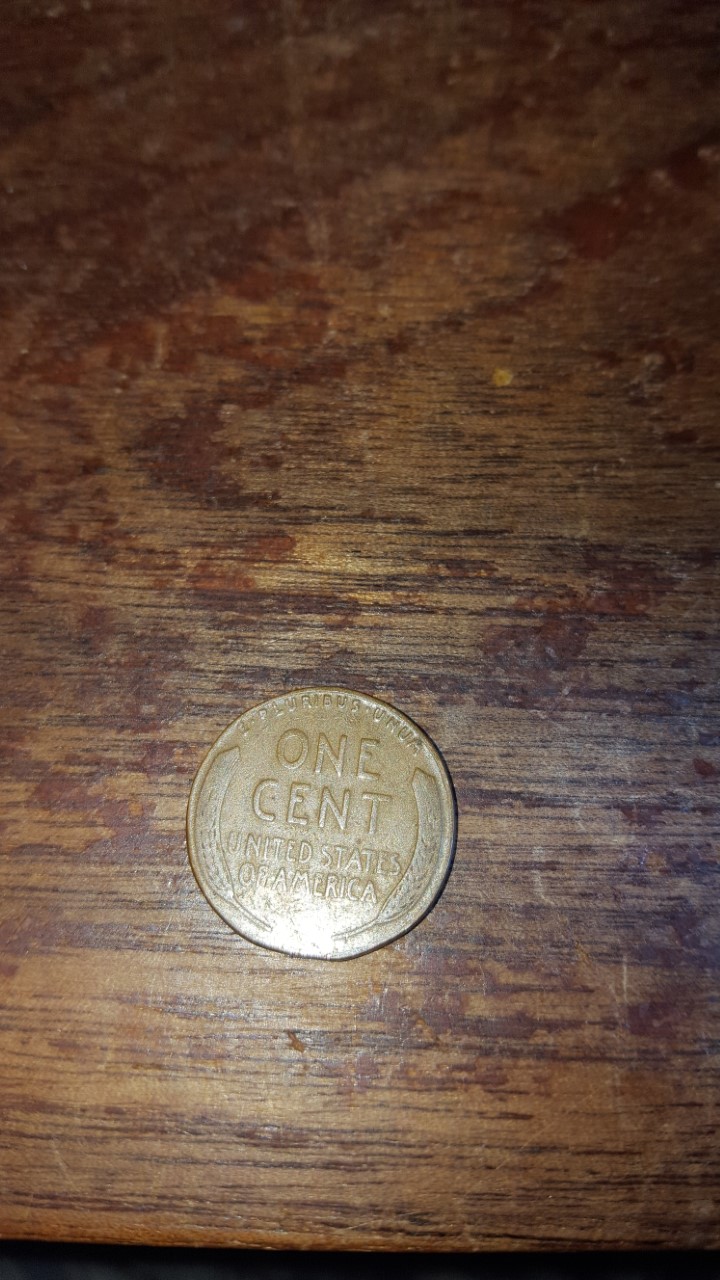 E·PLURIBUS·UNUM
ONE
CENT
UNITED STATES
OF AMERICA